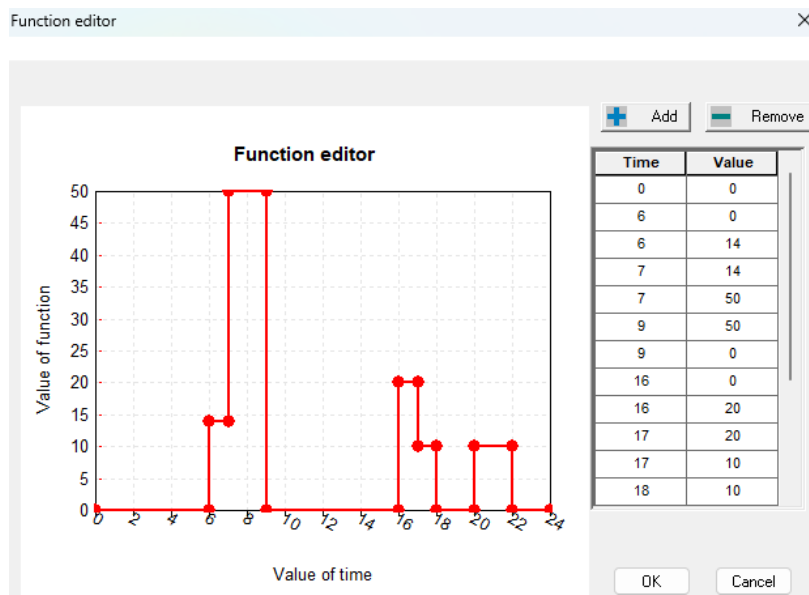 Function editor
Add
Remove
Function editor
Time Value
0 0
6 0
6 14
7 14
7 50
9 50
9 0
16 0
16 20
17 20
17 10
18 10
50
45
40
35
30
25
20
15
10
5
0
Value of function
0 2 4 6 8 10 12 14 16 18 20 22 24
Value of time
OK
Cancel